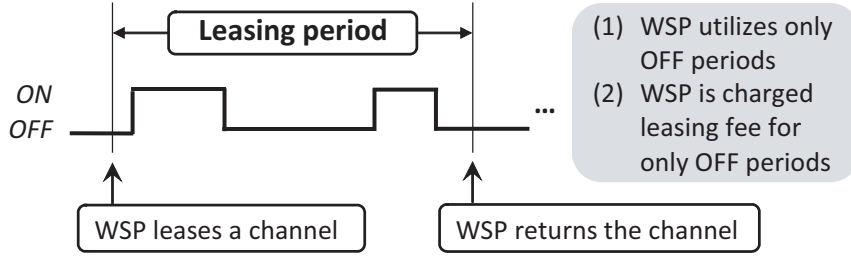 Leasing period
ON
OFF
...
(1) WSP utilizes only
OFF periods
(2) WSP is charged
leasing fee for
only OFF periods
WSP leases a channel
WSP returns the channel